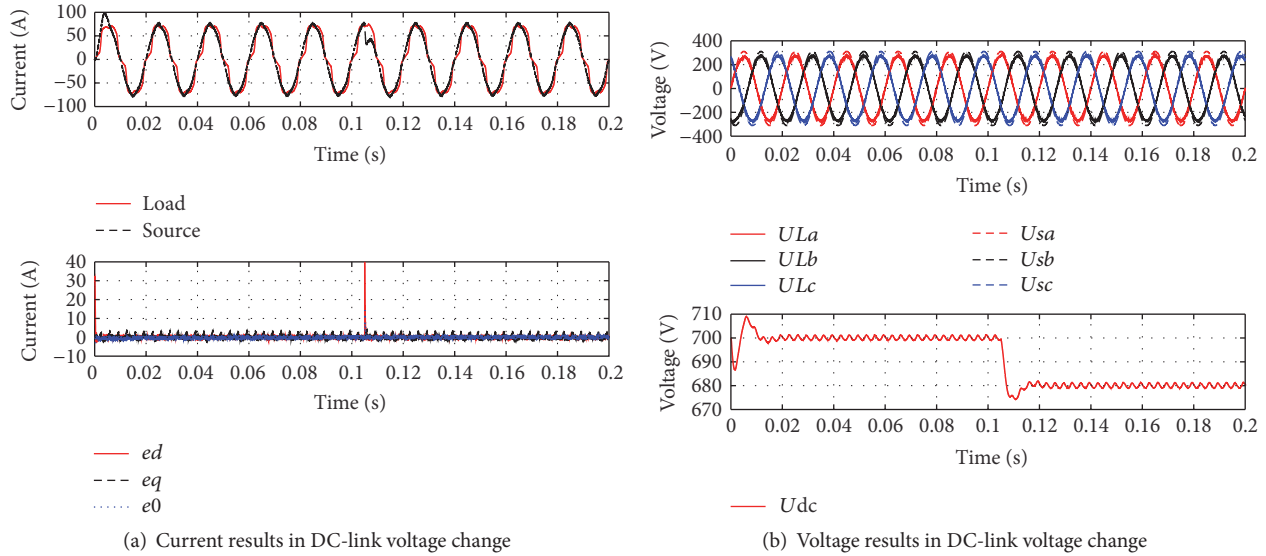 100
50
0
−50
−100
Current (A)
0 0.02 0.04 0.06 0.08 0.1 0.12 0.14 0.16 0.18 0.2
Time (s)
Load
Source
40
30
20
10
0
−10
Current (A)
0 0.02 0.04 0.06 0.08 0.1 0.12 0.14 0.16 0.18 0.2
Time (s)
ed
eq
e0
(a) Current results in DC-link voltage change
400
200
0
−200
−400
Voltage (V)
0 0.02 0.04 0.06 0.08 0.1 0.12 0.14 0.16 0.18 0.2
Time (s)
ULa Usa
ULb Usb
ULc Usc
710
700
690
680
670
Voltage (V)
0 0.02 0.04 0.06 0.08 0.1 0.12 0.14 0.16 0.18 0.2
Time (s)
Udc
(b) Voltage results in DC-link voltage change